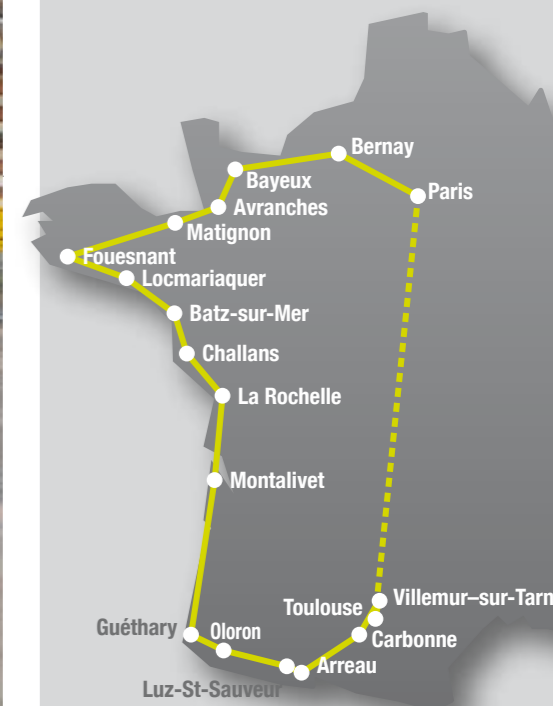 Bernay
Bayeux
Paris
Avranches
Matignon
Fouesnant
Locmariaquer
Batz-sur-Mer
Challans
La Rochelle
Montalivet
Villemur–sur-Tarn
Toulouse
Guéthary
Oloron
Carbonne
Arreau
Luz-St-Sauveur